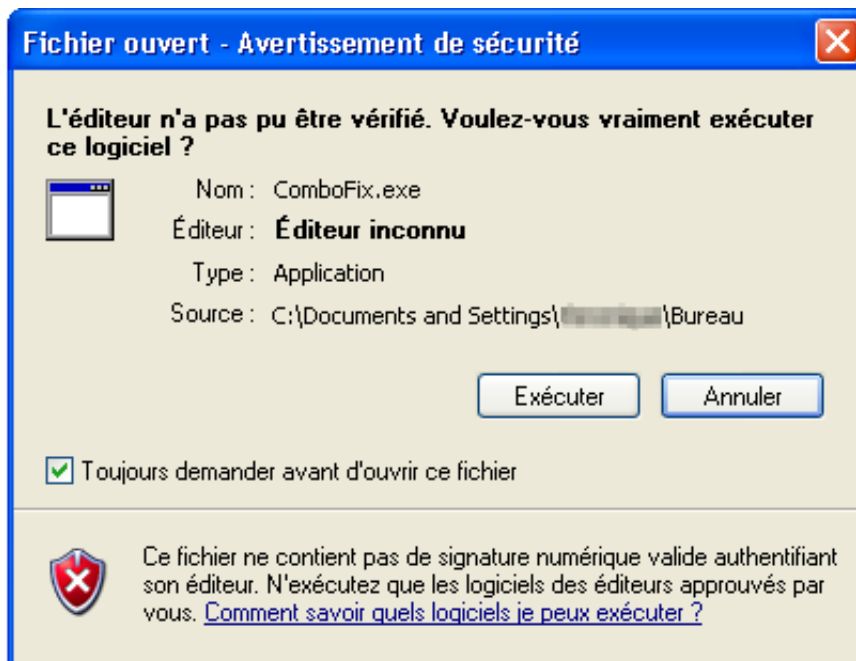 Fichier ouvert - Avertissement de sécurité
L'éditeur n'a pas pu être vérifié. Voulez-vous vraiment exécuter
ce logiciel ?
Nom : ComboFix.exe
Éditeur : Éditeur inconnu
Type : Application
Source : C:\Documents and Settings\ \Bureau
Exécuter Annuler
Toujours demander avant d'ouvrir ce fichier
Ce fichier ne contient pas de signature numérique valide authentifiant
son éditeur. N'exécutez que les logiciels des éditeurs approuvés par
vous. Comment savoir quels logiciels je peux exécuter ?